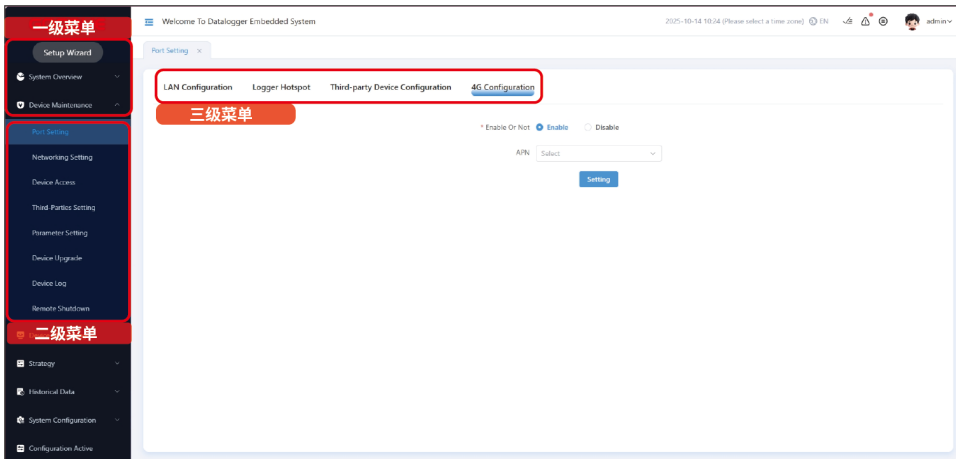 一级菜单
Welcome To Datalogger Embedded System
2025-10-14 10:34 (Please select a time zone) EN admin
Setup Wizard
Port Setting ×
System Overview
LAN Configuration Logger Hotspot Third-party Device Configuration 4G Configuration
Device Maintenance
三级菜单
* Enable Or Not Enable Disable
Port Setting
APN Select
Networking Setting
Setting
Device Access
Third-Parties Setting
Parameter Setting
Device Upgrade
Device Log
Remote Shutdown
二级菜单
Strategy
Historical Data
System Configuration
Configuration Active